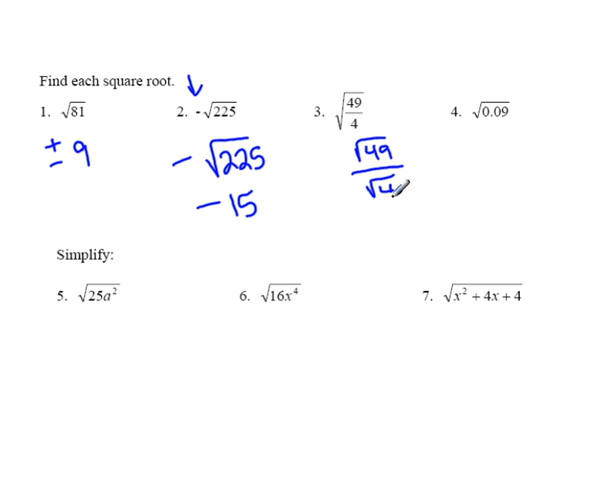 Find each square root.
1. √81 2. -√225 3. √(49/4) 4. √0.09
± 9 - √225 √49/√4
- 15
Simplify:
5. √25a² 6. √16x⁴ 7. √x² + 4x + 4